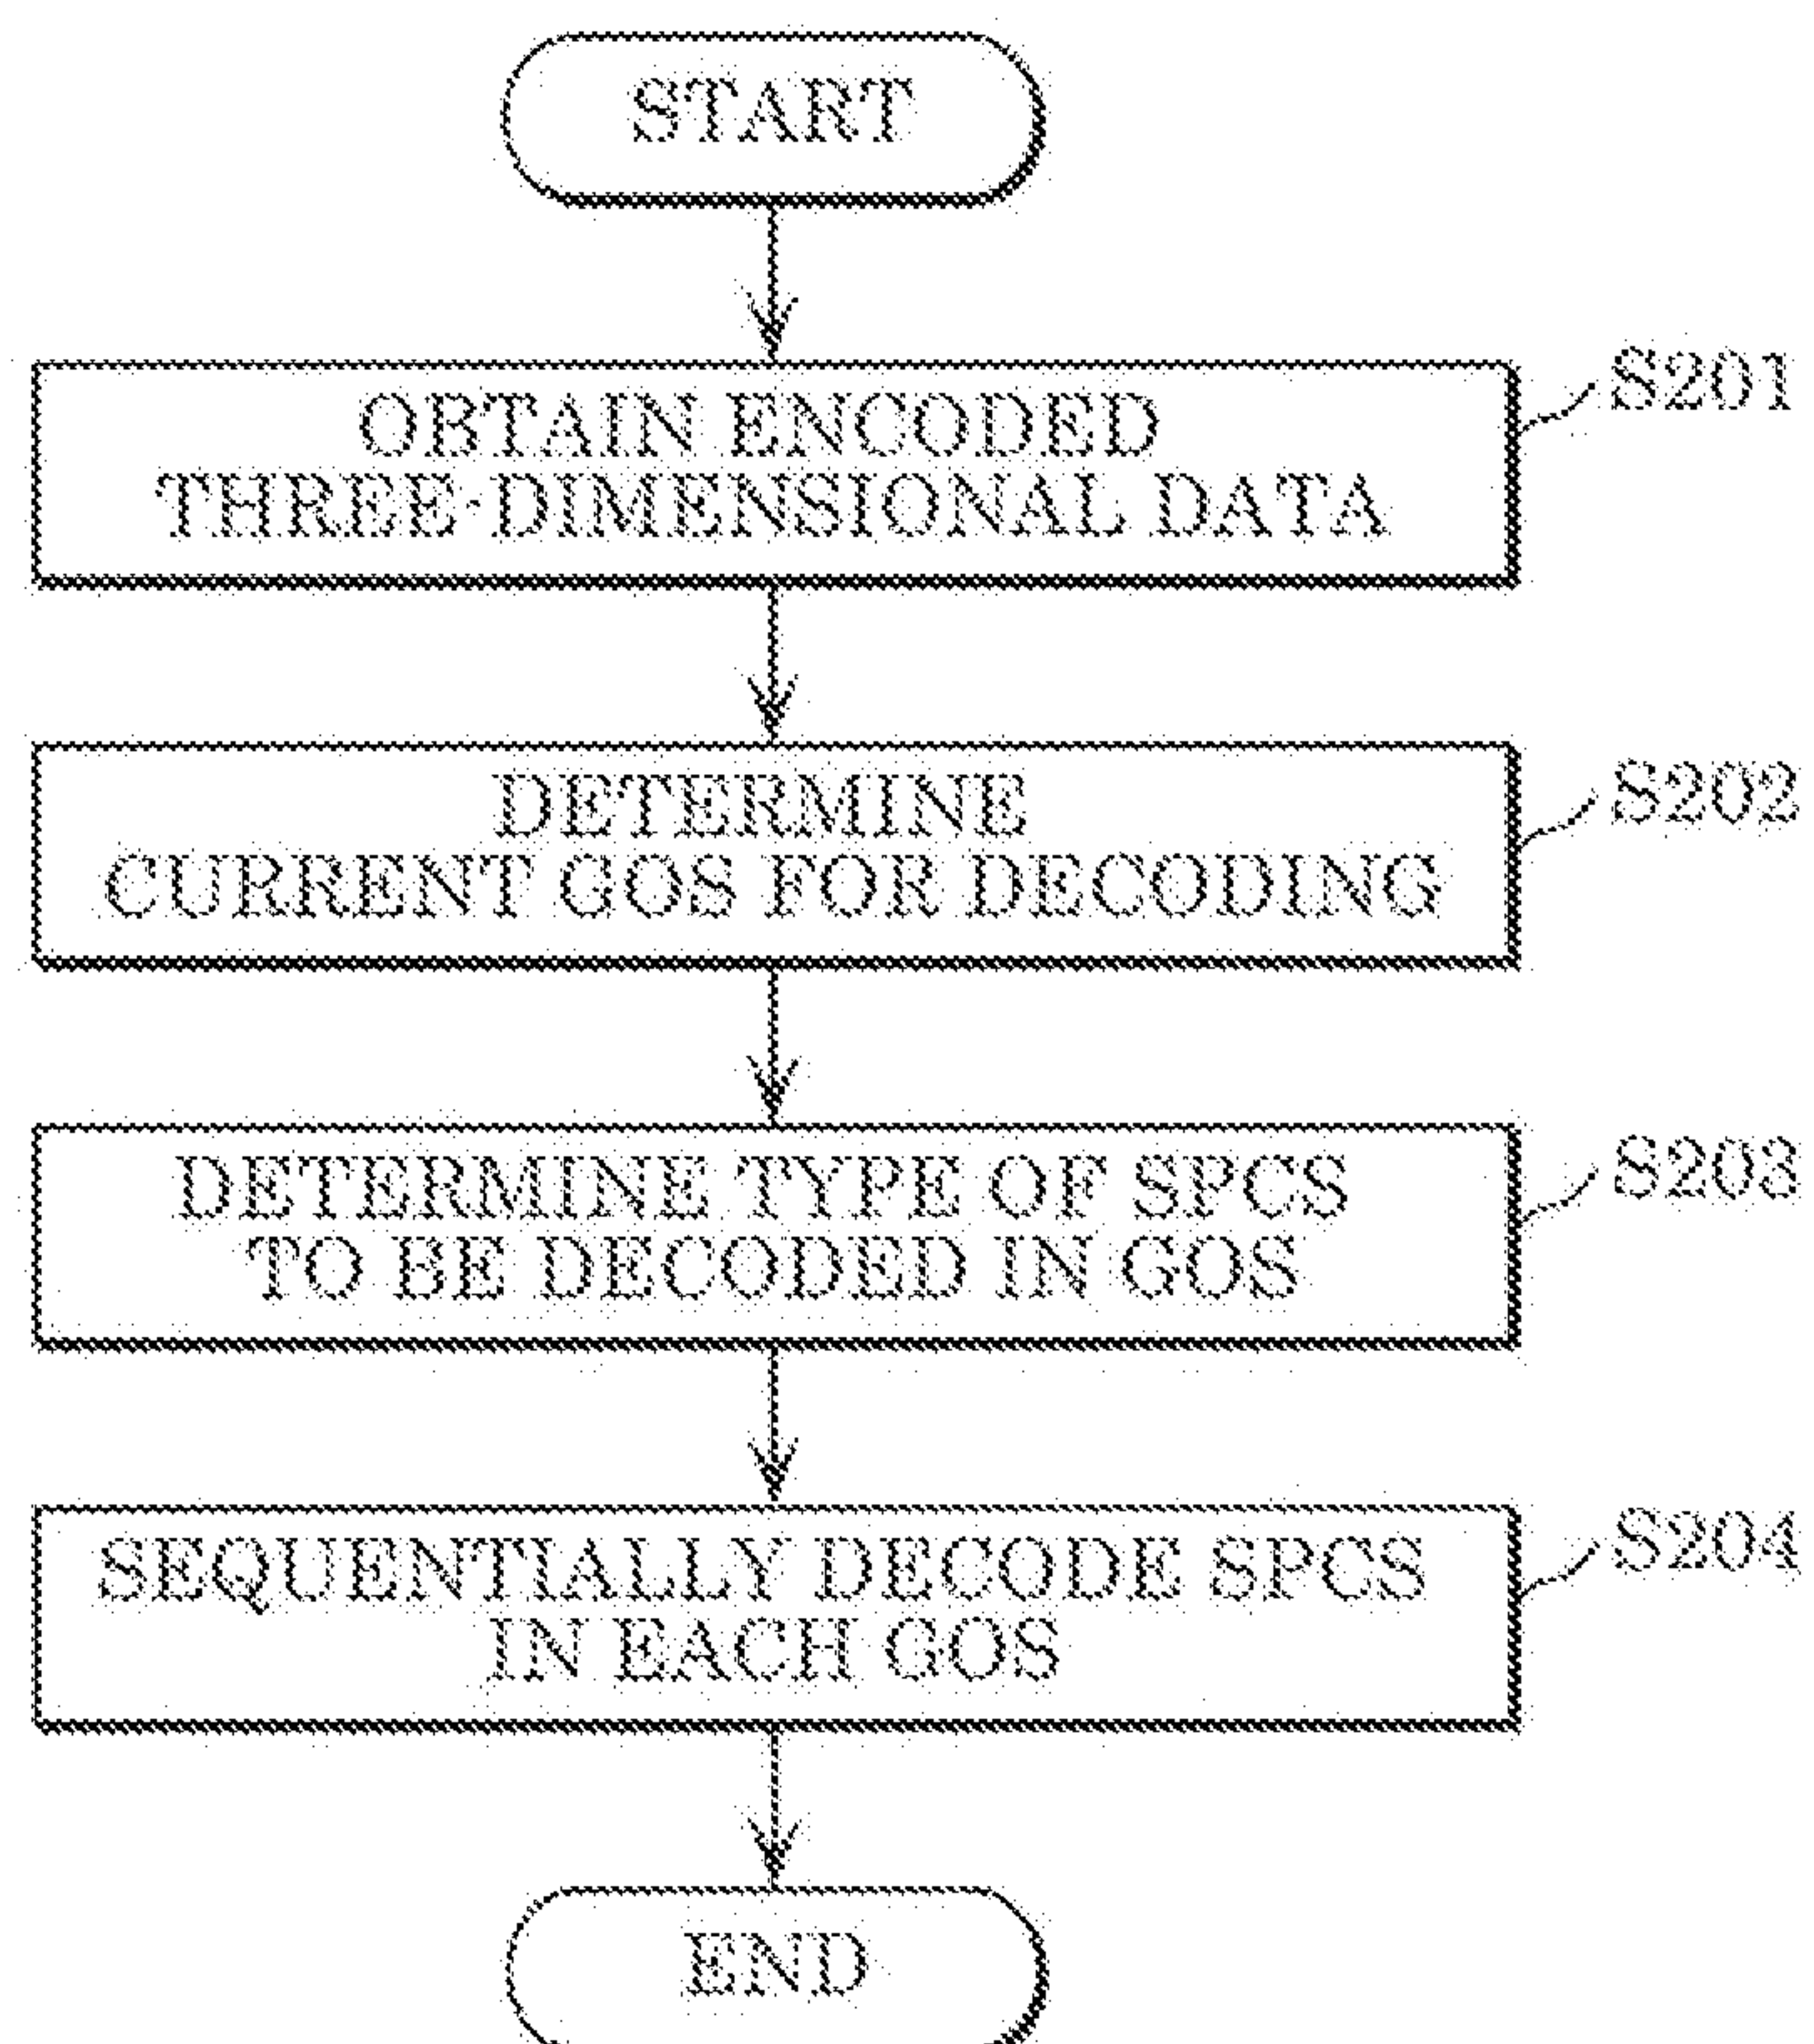 START
OBTAIN ENCODED
THREE-DIMENSIONAL DATA
S201
DETERMINE
CURRENT GOS FOR DECODING
S202
DETERMINE TYPE OF SPCS
TO BE DECODED IN GOS
S203
SEQUENTIALLY DECODE SPCS
IN EACH GOS
S204
END